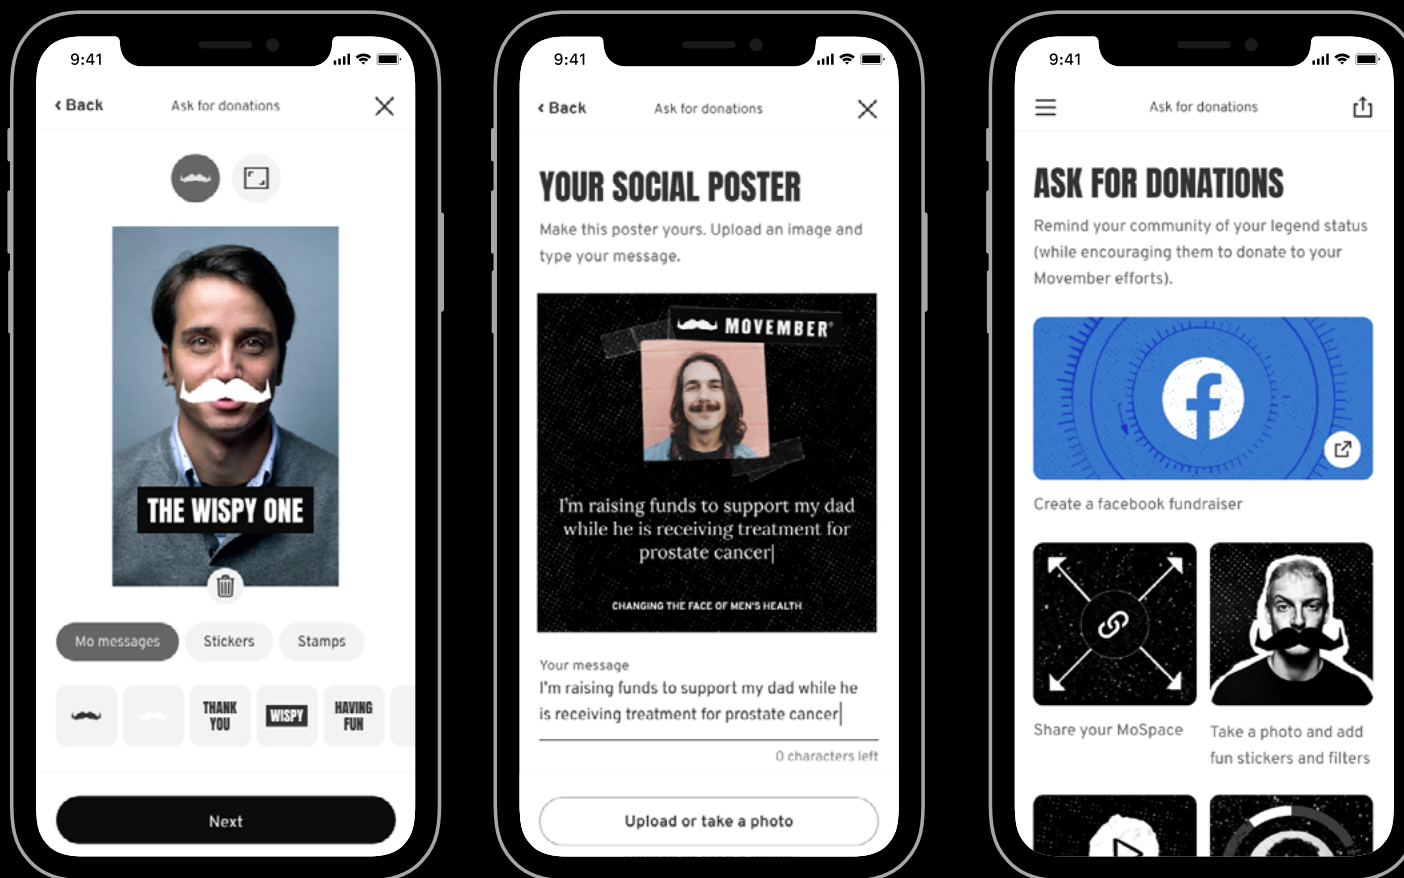 9:41
‹ Back
Ask for donations
THE WISPY ONE
Mo messages
Stickers
Stamps
THANK
YOU
WISPY
HAVING
FUN
Next
9:41
‹ Back
Ask for donations
YOUR SOCIAL POSTER
Make this poster yours. Upload an image and
type your message.
MOVEMBER®
I'm raising funds to support my dad
while he is receiving treatment for
prostate cancer
CHANGING THE FACE OF MEN'S HEALTH
Your message
I'm raising funds to support my dad while he
is receiving treatment for prostate cancer
0 characters left
Upload or take a photo
9:41
Ask for donations
ASK FOR DONATIONS
Remind your community of your legend status
(while encouraging them to donate to your
Movember efforts).
f
Create a facebook fundraiser
Share your MoSpace
Take a photo and add
fun stickers and filters